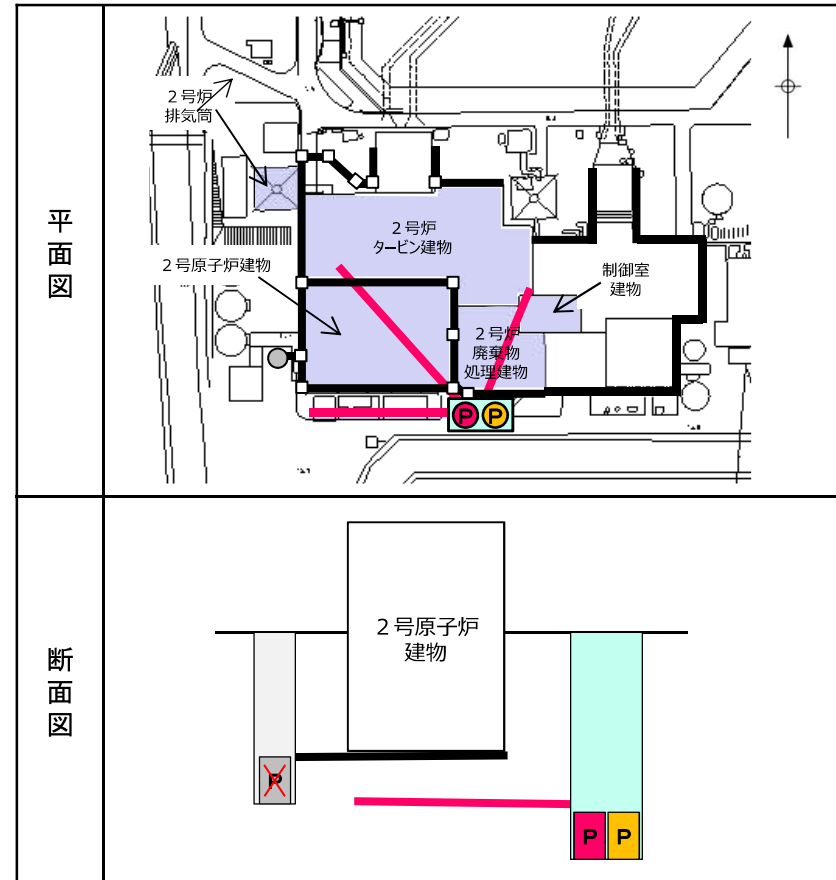 平面図
2号炉
排気筒
2号炉
タービン建物
2号原子炉建物
制御室
建物
2号炉
廃棄物
処理建物
P P
断面図
2号原子炉
建物
P
P P